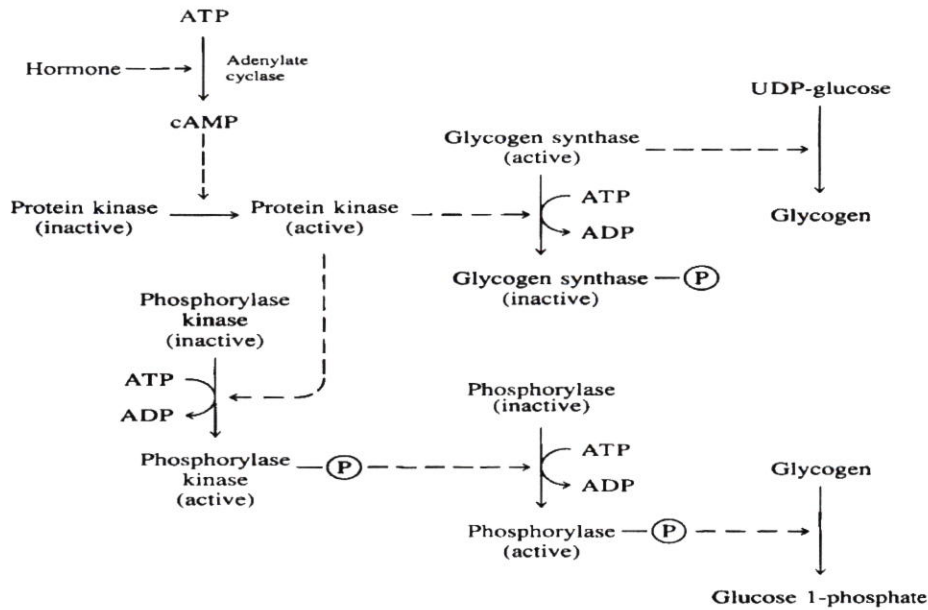 ATP
Hormone
Adenylate
cyclase
cAMP
UDP-glucose
Glycogen synthase
(active)
Protein kinase
(inactive)
Protein kinase
(active)
ATP
ADP
Glycogen
Glycogen synthase
P
(inactive)
Phosphorylase
kinase
(inactive)
ATP
ADP
Phosphorylase
(inactive)
ATP
ADP
Phosphorylase
P
kinase
(active)
Glycogen
Phosphorylase
P
(active)
Glucose 1-phosphate